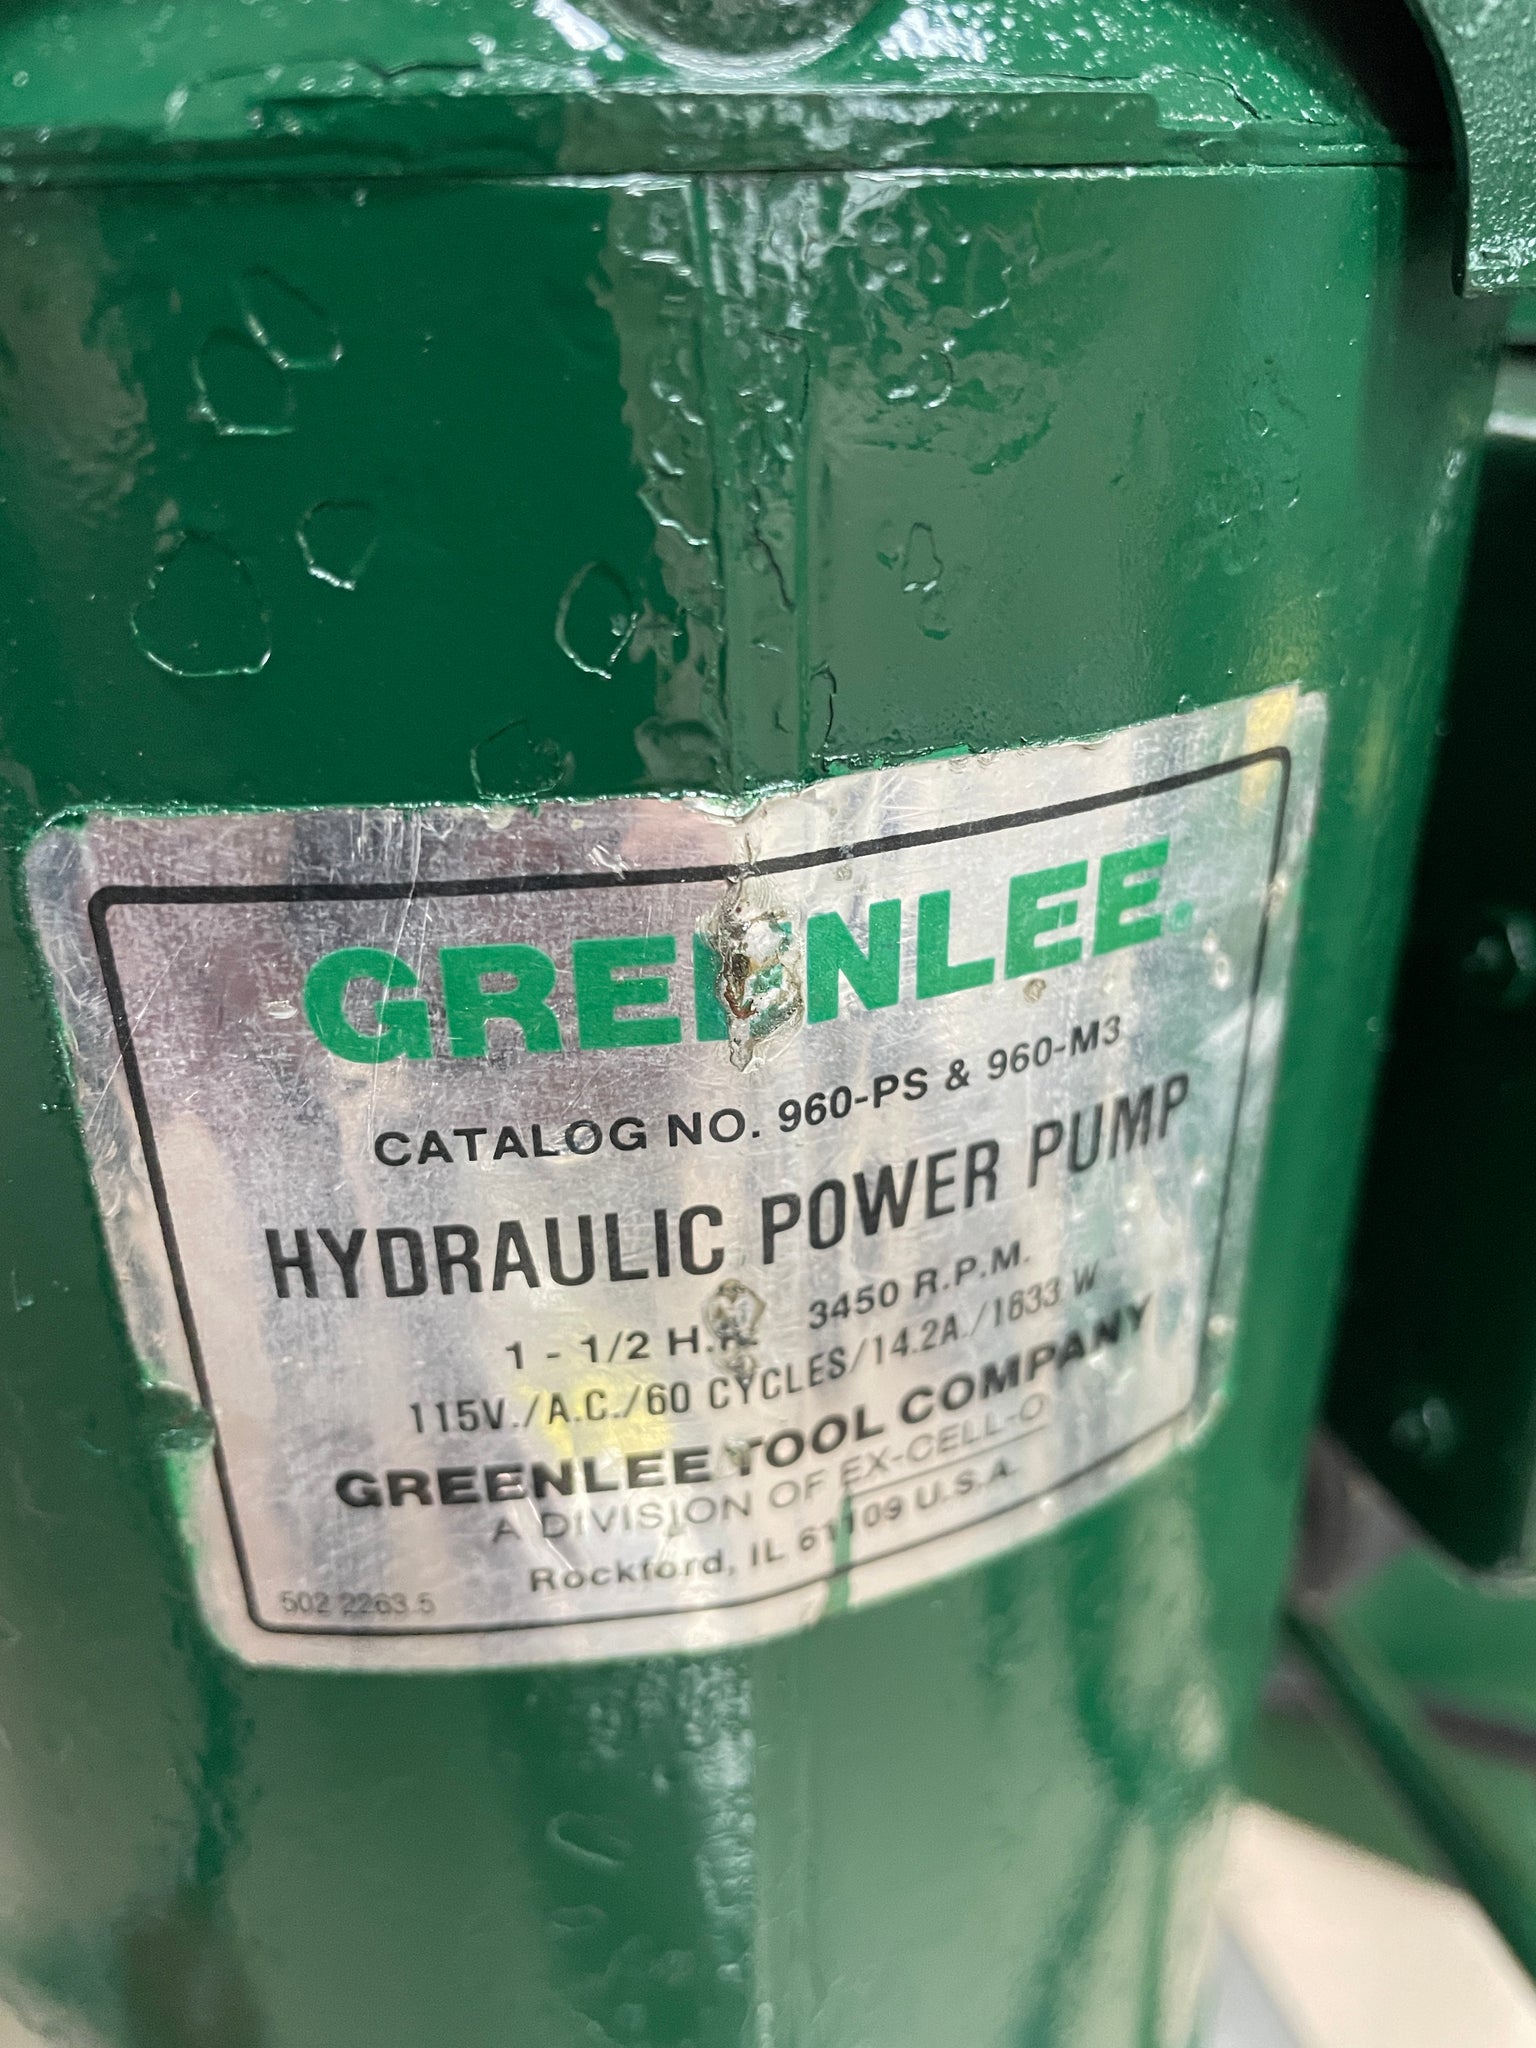 GREENLEE
CATALOG NO. 960-PS & 960-M3
HYDRAULIC POWER PUMP
1 - 1/2 H.P. 3450 R.P.M.
115V./A.C./60 CYCLES/14.2A./1633 W
GREENLEE TOOL COMPANY
A DIVISION OF EX-CELL-O
Rockford, IL 61109 U.S.A.
502 2263.5